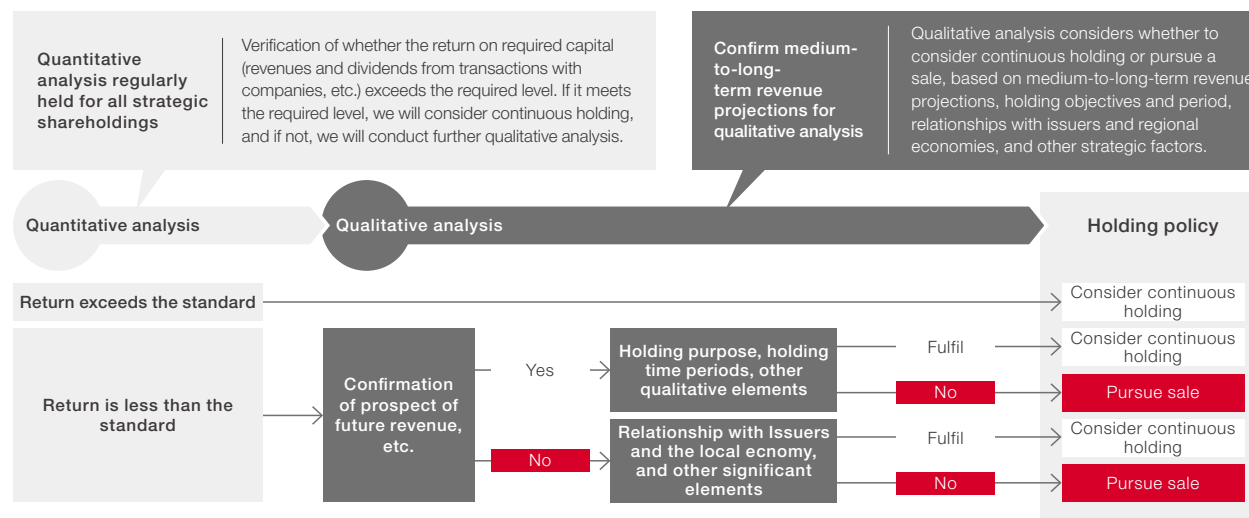 Quantitative
analysis regularly
held for all strategic
shareholdings
Verification of whether the return on required capital
(revenues and dividends from transactions with
companies, etc.) exceeds the required level. If it meets
the required level, we will consider continuous holding,
and if not, we will conduct further qualitative analysis.
Confirm medium-
to-long-
term revenue
projections for
qualitative analysis
Qualitative analysis considers whether to
consider continuous holding or pursue a
sale, based on medium-to-long-term revenue
projections, holding objectives and period,
relationships with issuers and regional
economies, and other strategic factors.
Quantitative analysis
Qualitative analysis
Holding policy
Return exceeds the standard
Consider continuous
holding
Return is less than the
standard
Confirmation
of prospect of
future revenue,
etc.
Yes
Holding purpose, holding
time periods, other
qualitative elements
Fulfil
Consider continuous
holding
No
Pursue sale
No
Relationship with Issuers
and the local ecnomy,
and other significant
elements
Fulfil
Consider continuous
holding
No
Pursue sale